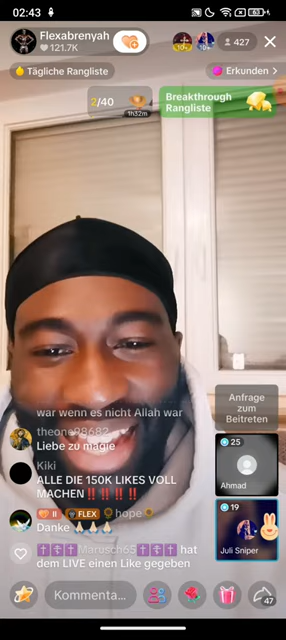 02:43
63
Flexabrenyah
121.7K
427
Tägliche Rangliste
Erkunden >
2/40
1h32m
Breakthrough
Rangliste
war wenn es nicht Allah war
theone98682
Liebe zu magie
Kiki
ALLE DIE 150K LIKES VOLL
MACHEN‼️‼️‼️‼️
II FLEX 🌻hope🌻
Danke 🙏🏻🙏🏻🙏🏻
✝️✝️✝️Marusch65✝️✝️✝️ hat
dem LIVE einen Like gegeben
Anfrage
zum
Beitreten
25
Ahmad
19
Juli Sniper
Kommenta...
47